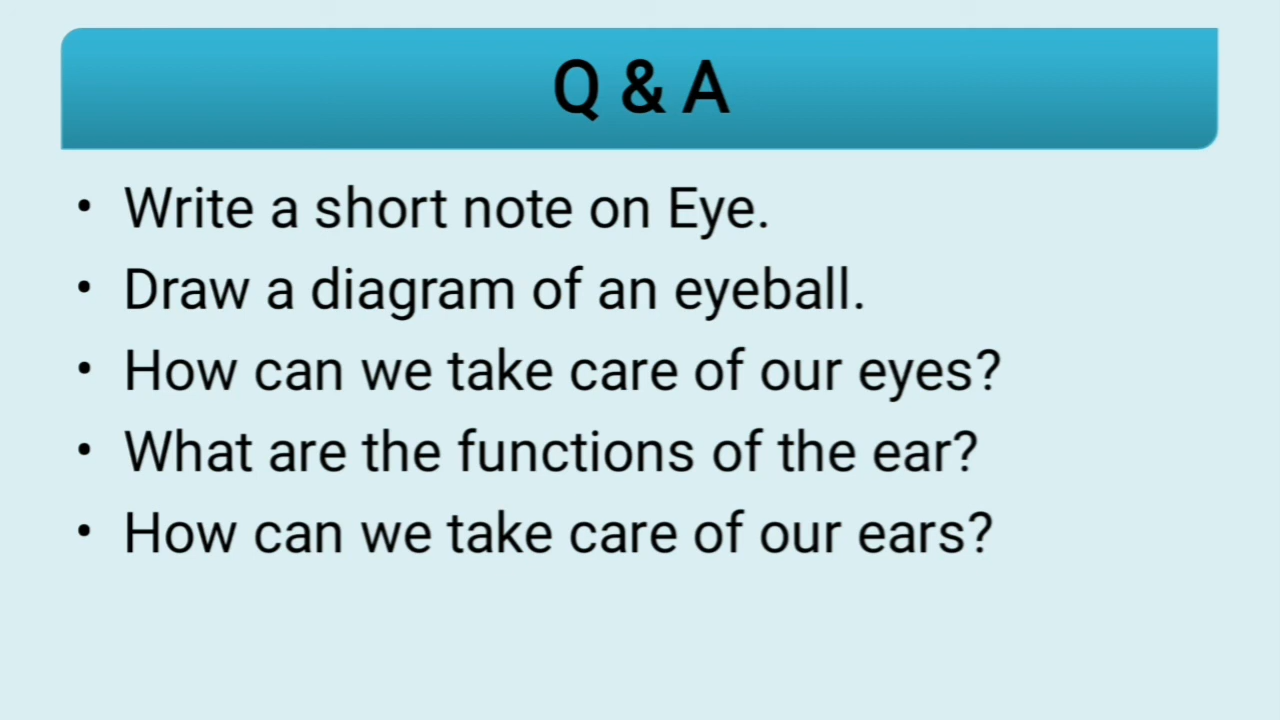 Q & A
• Write a short note on Eye.
• Draw a diagram of an eyeball.
• How can we take care of our eyes?
• What are the functions of the ear?
• How can we take care of our ears?